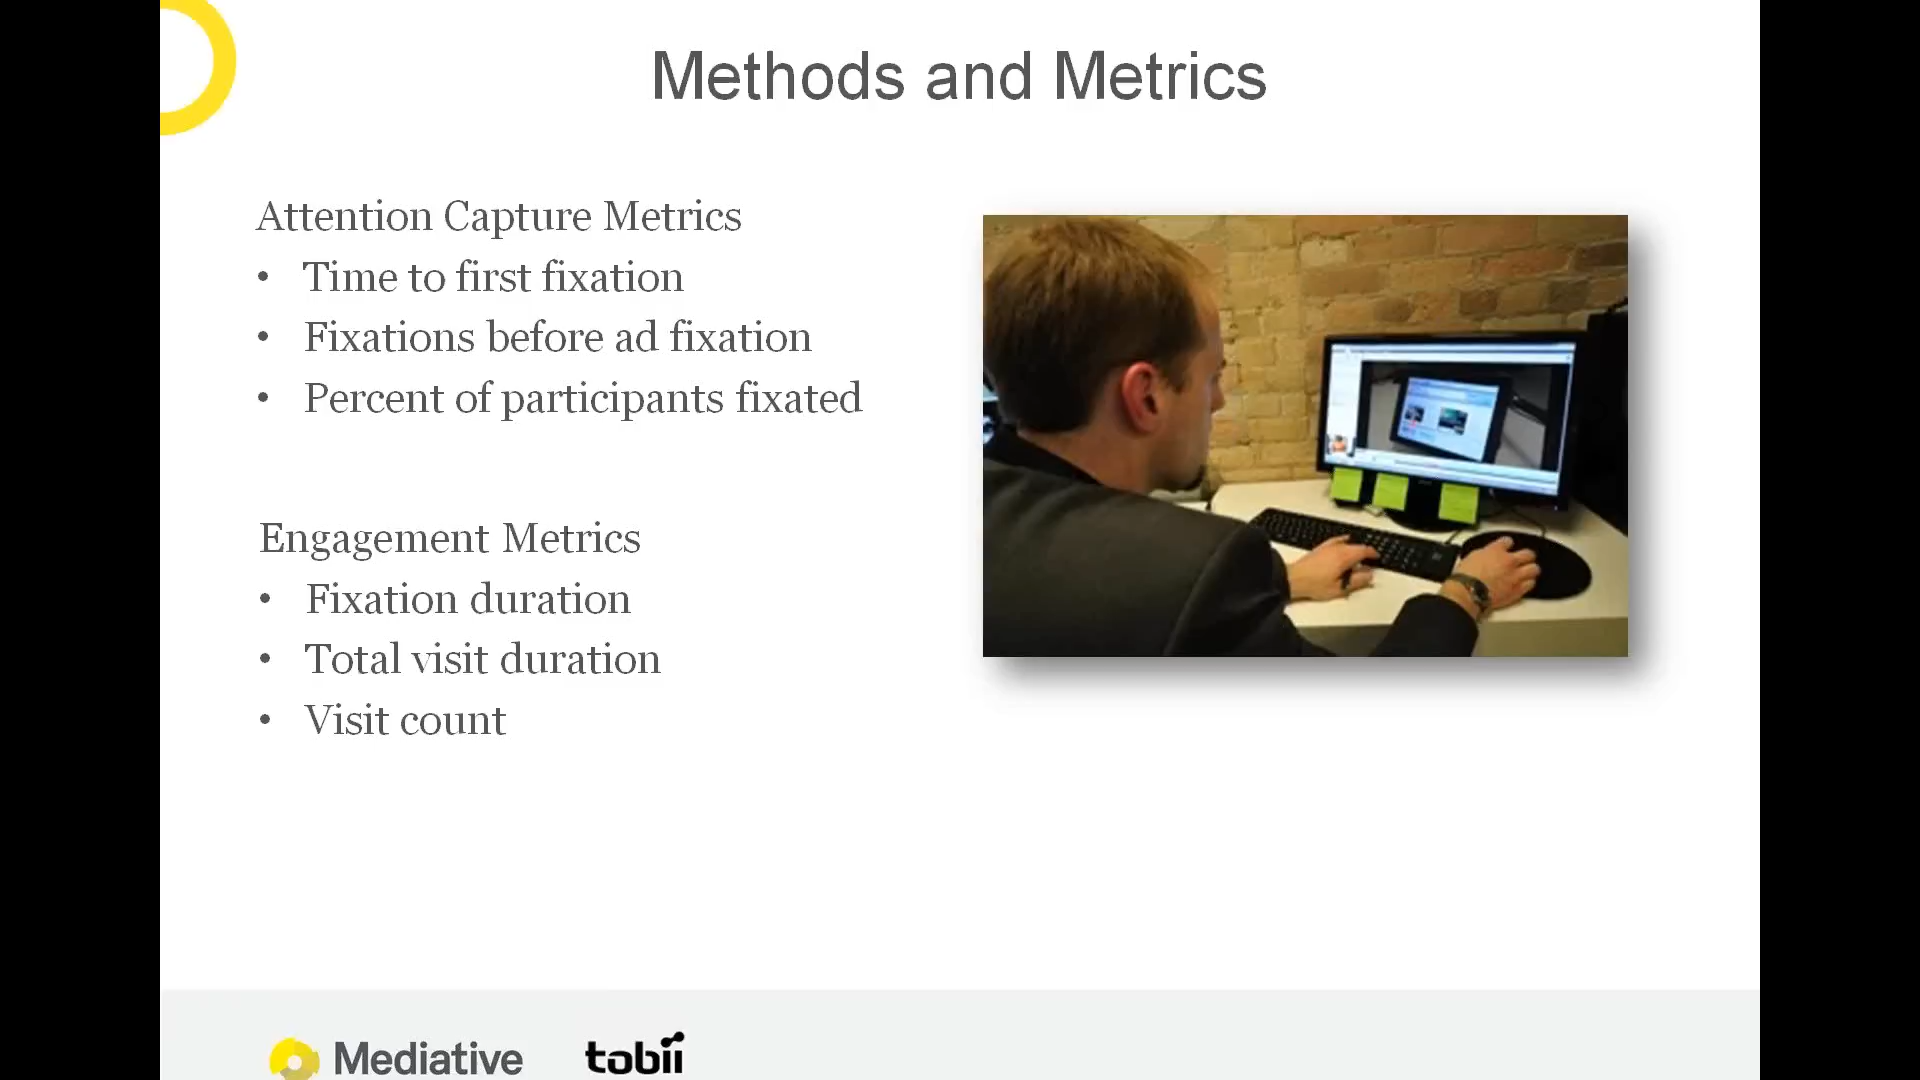 Methods and Metrics
Attention Capture Metrics
• Time to first fixation
• Fixations before ad fixation
• Percent of participants fixated
Engagement Metrics
• Fixation duration
• Total visit duration
• Visit count
Mediative
tobii